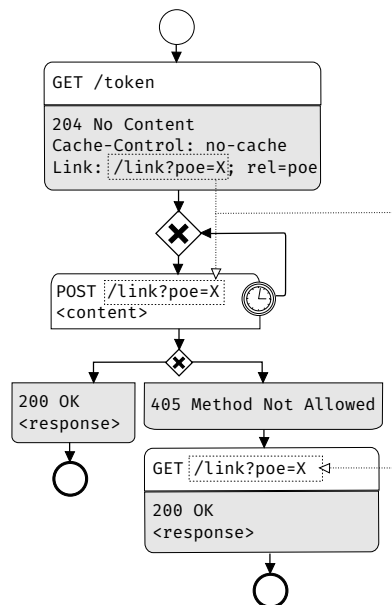 GET /token
204 No Content
Cache-Control: no-cache
Link: /link?poe=X; rel=poe
POST /link?poe=X
<content>
200 OK
<response>
405 Method Not Allowed
GET /link?poe=X
200 OK
<response>